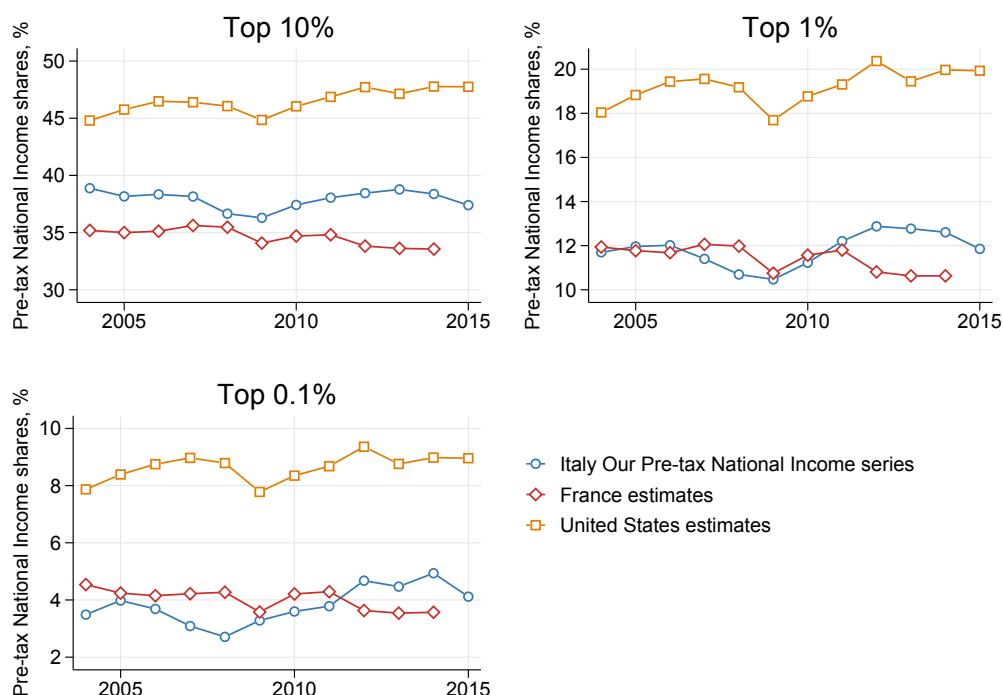 Top 10%
Pre-tax National Income shares, %
50
45
40
35
30
2005
2010
2015
Top 1%
Pre-tax National Income shares, %
20
18
16
14
12
10
2005
2010
2015
Top 0.1%
Pre-tax National Income shares, %
10
8
6
4
2
2005
2010
2015
Italy Our Pre-tax National Income series
France estimates
United States estimates